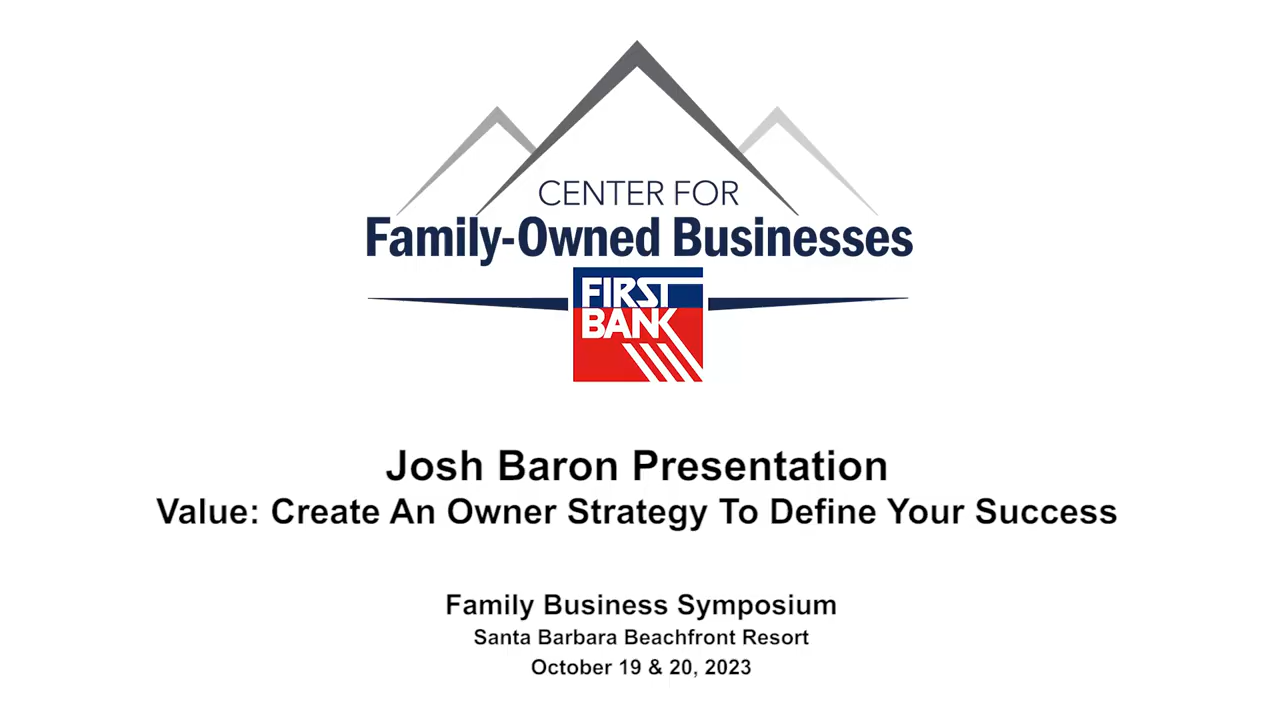 CENTER FOR
Family-Owned Businesses
FIRST
BANK
Josh Baron Presentation
Value: Create An Owner Strategy To Define Your Success
Family Business Symposium
Santa Barbara Beachfront Resort
October 19 & 20, 2023